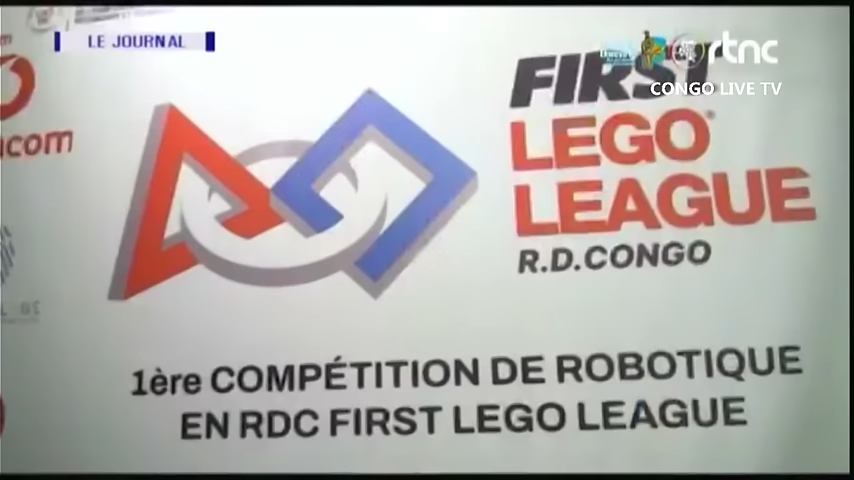 LE JOURNAL
rtnc
CONGO LIVE TV
FIRST
LEGO®
LEAGUE
R.D.CONGO
1ère COMPÉTITION DE ROBOTIQUE
EN RDC FIRST LEGO LEAGUE